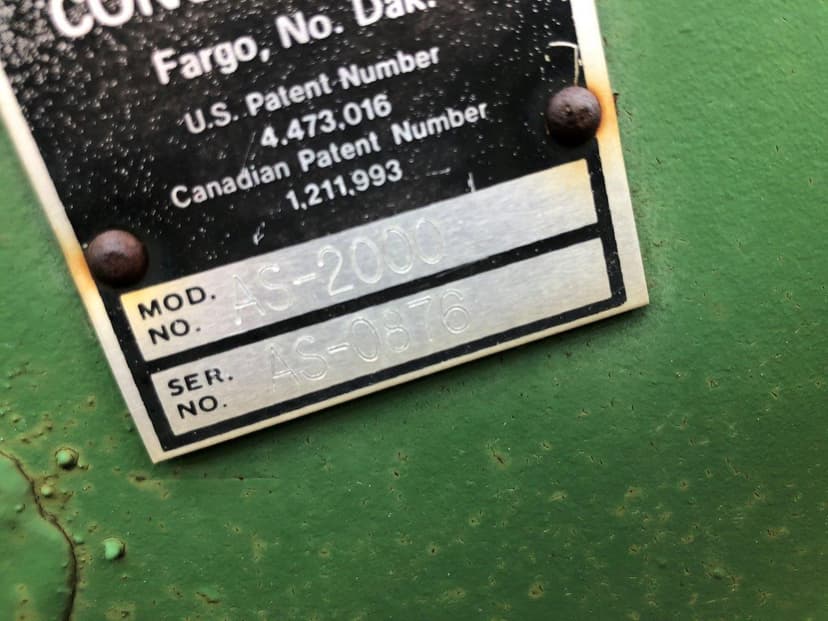 Fargo, No. Dak.
U.S. Patent Number
4,473,016
Canadian Patent Number
1,211,993
MOD. NO. AS-2000
SER. NO. AS-0876